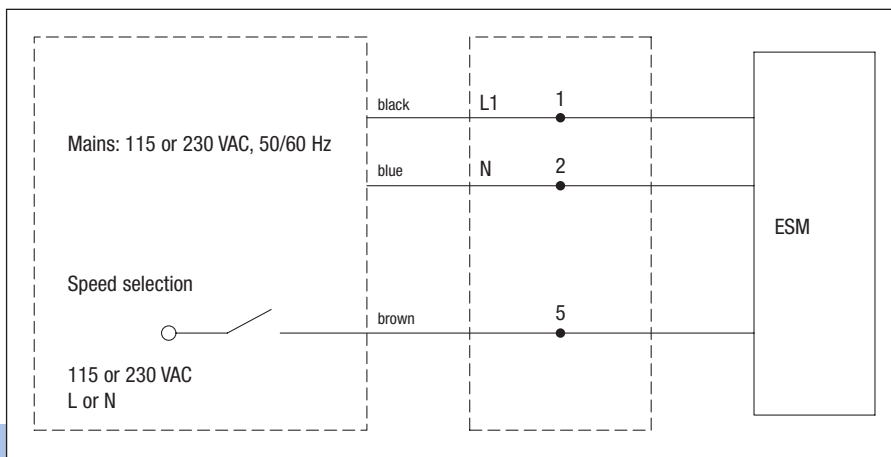 black
L1
1
Mains: 115 or 230 VAC, 50/60 Hz
blue
N
2
ESM
Speed selection
brown
5
115 or 230 VAC
L or N